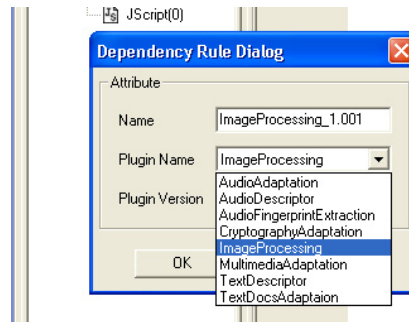 JScript(0)
Dependency Rule Dialog
Attribute
Name ImageProcessing_1.001
Plugin Name ImageProcessing
AudioAdaptation
Plugin Version AudioDescriptor
AudioFingerprintExtraction
CryptographyAdaptation
ImageProcessing
OK MultimediaAdaptation
TextDescriptor
TextDocsAdaptaion